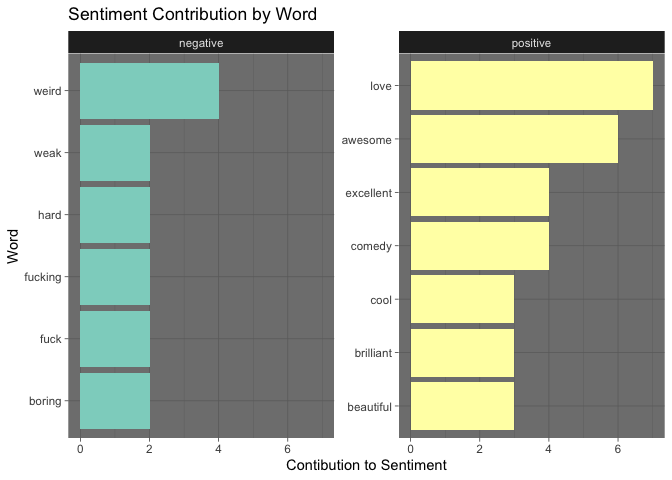 Sentiment Contribution by Word
negative
positive
Word
weird
weak
hard
fucking
fuck
boring
love
awesome
excellent
comedy
cool
brilliant
beautiful
0 2 4 6
0 2 4 6
Contibution to Sentiment